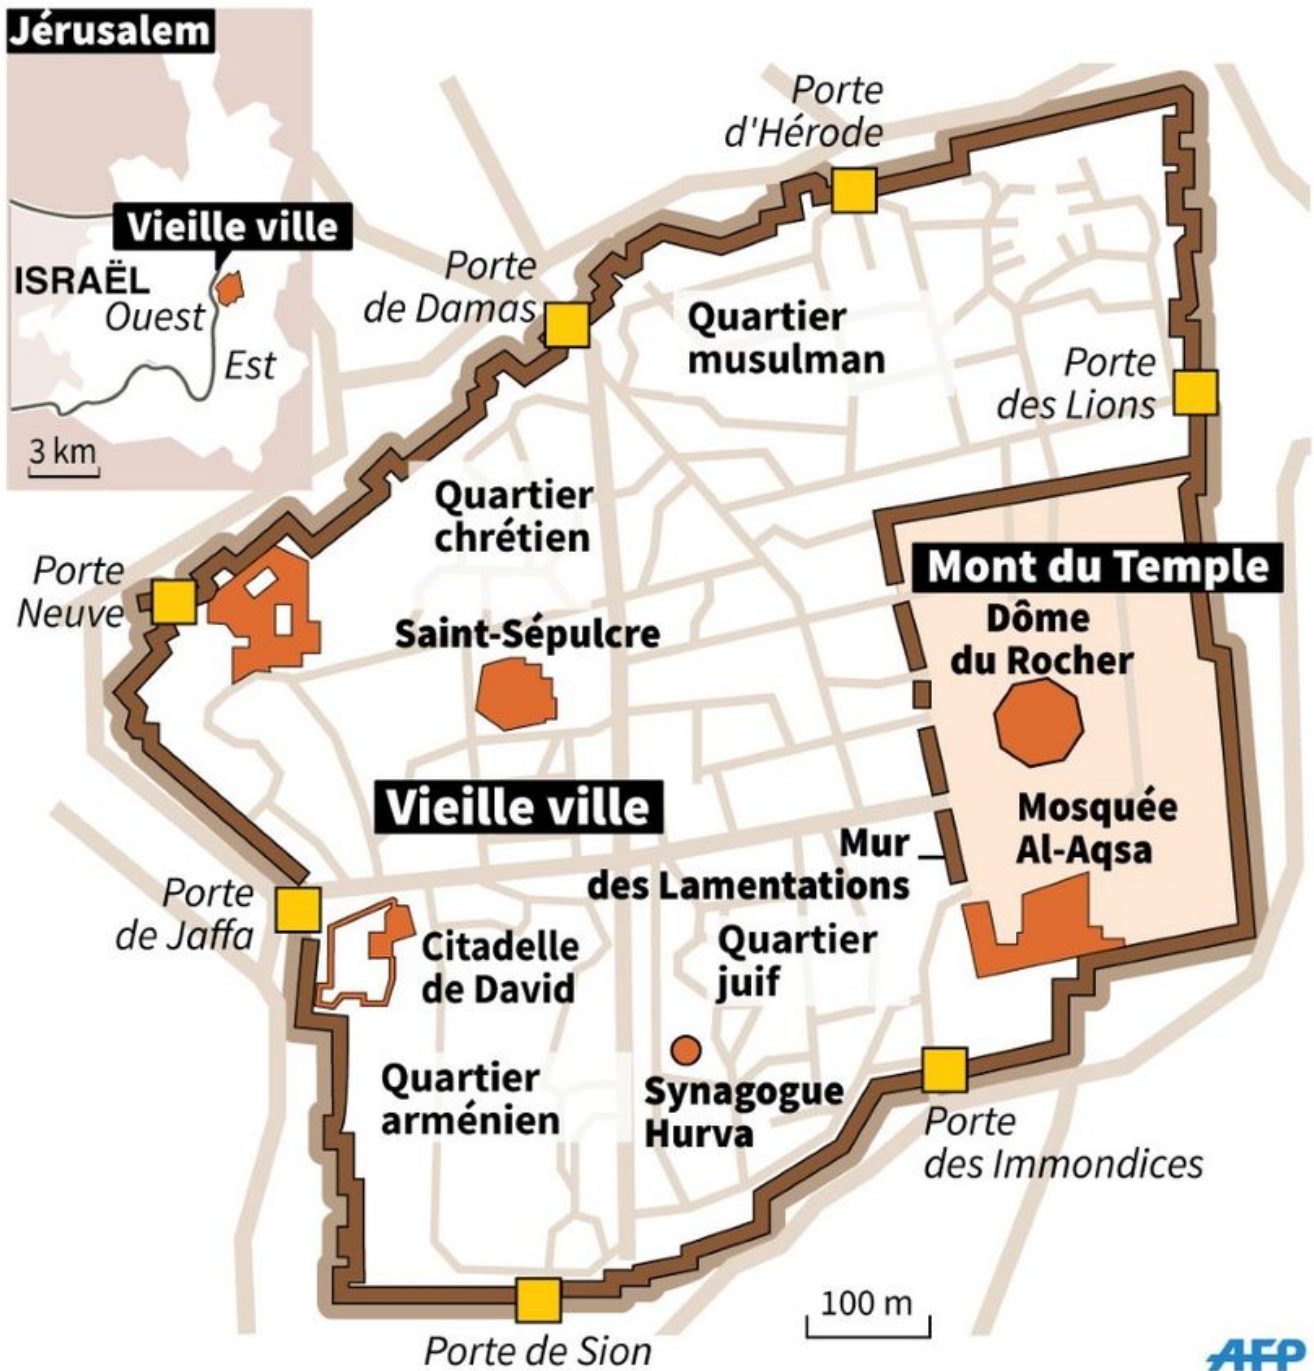 Jérusalem
Vieille ville
ISRAËL
Ouest
Est
3 km
Porte
d'Hérode
Porte
de Damas
Quartier
musulman
Porte
des Lions
Quartier
chrétien
Porte
Neuve
Mont du Temple
Dôme
du Rocher
Saint-Sépulcre
Vieille ville
Mosquée
Al-Aqsa
Mur
des Lamentations
Porte
de Jaffa
Citadelle
de David
Quartier
juif
Quartier
arménien
Synagogue
Hurva
Porte
des Immondices
100 m
Porte de Sion
AFP